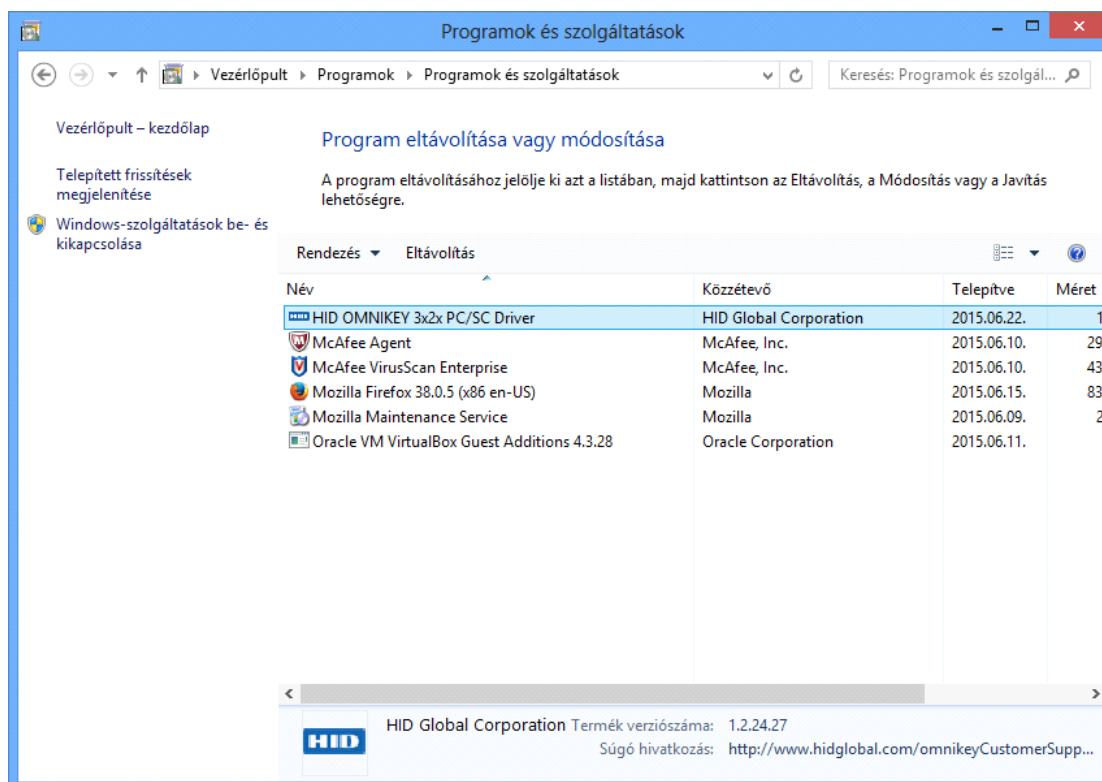 Programok és szolgáltatások
Vezérlőpult Programok Programok és szolgáltatások
Keresés: Programok és szolgál...
Vezérlőpult – kezdőlap
Telepített frissítések
megjelenítése
Windows-szolgáltatások be- és
kikapcsolása
Program eltávolítása vagy módosítása
A program eltávolításához jelölje ki azt a listában, majd kattintson az Eltávolítás, a Módosítás vagy a Javítás
lehetőségre.
Rendezés Eltávolítás
Név Közzétevő Telepítve Méret
HID OMNIKEY 3x2x PC/SC Driver HID Global Corporation 2015.06.22. 1
McAfee Agent McAfee, Inc. 2015.06.10. 29
McAfee VirusScan Enterprise McAfee, Inc. 2015.06.10. 43
Mozilla Firefox 38.0.5 (x86 en-US) Mozilla 2015.06.15. 83
Mozilla Maintenance Service Mozilla 2015.06.09. 2
Oracle VM VirtualBox Guest Additions 4.3.28 Oracle Corporation 2015.06.11.
HID
HID Global Corporation Termék verziószáma: 1.2.24.27
Súgó hivatkozás: http://www.hidglobal.com/omnikeyCustomerSupp...